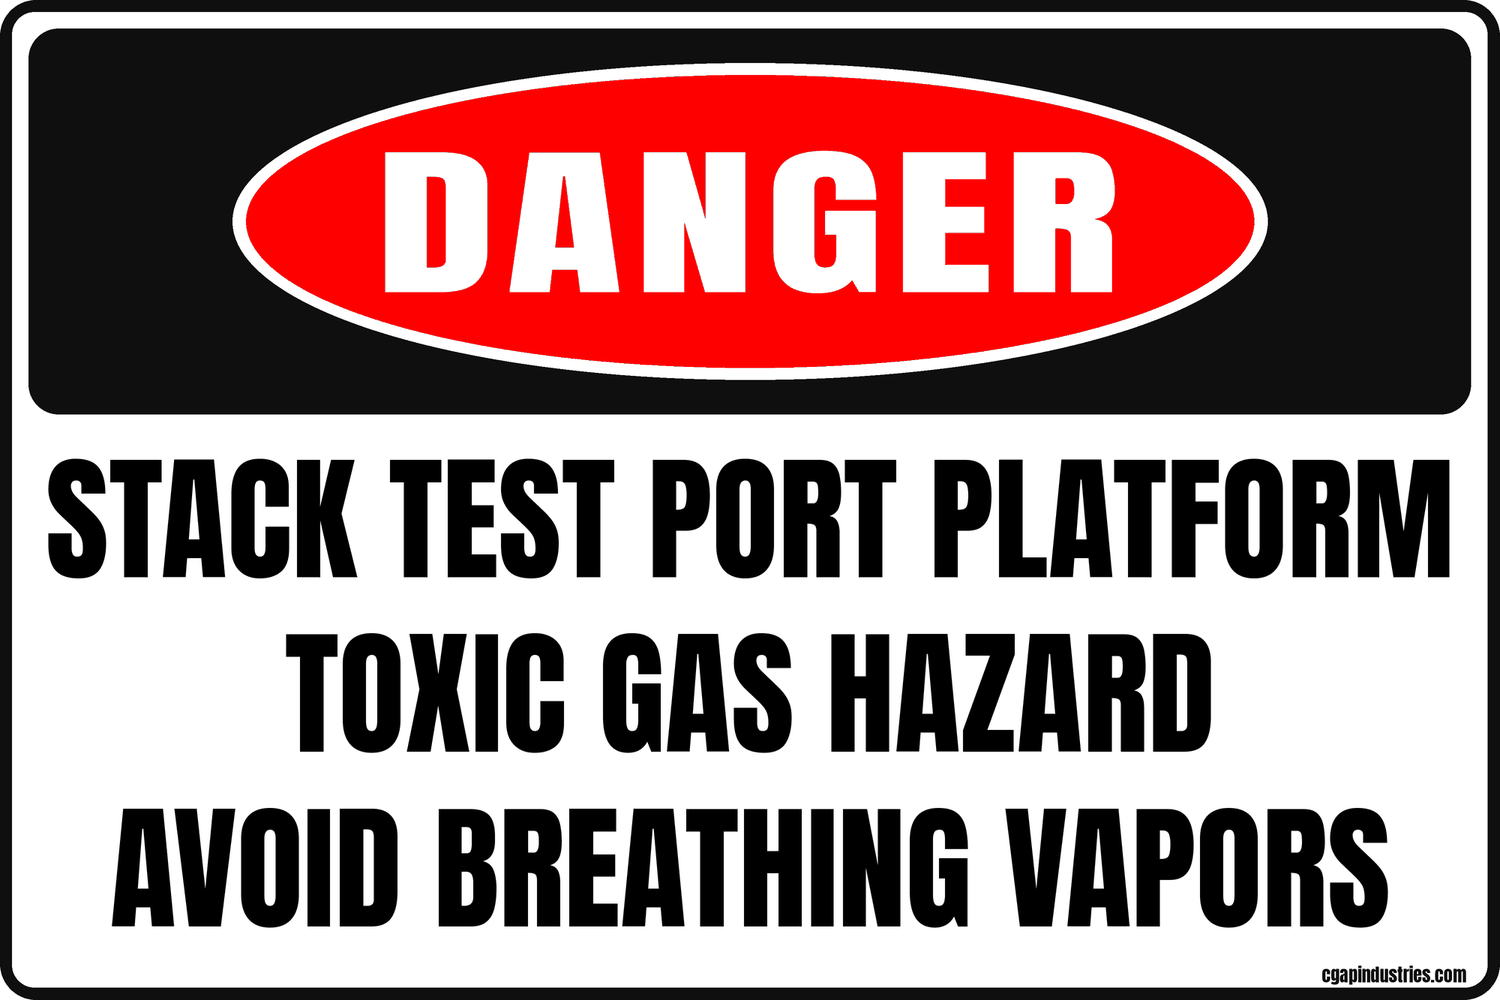 DANGER
STACK TEST PORT PLATFORM
TOXIC GAS HAZARD
AVOID BREATHING VAPORS
cgapindustries.com